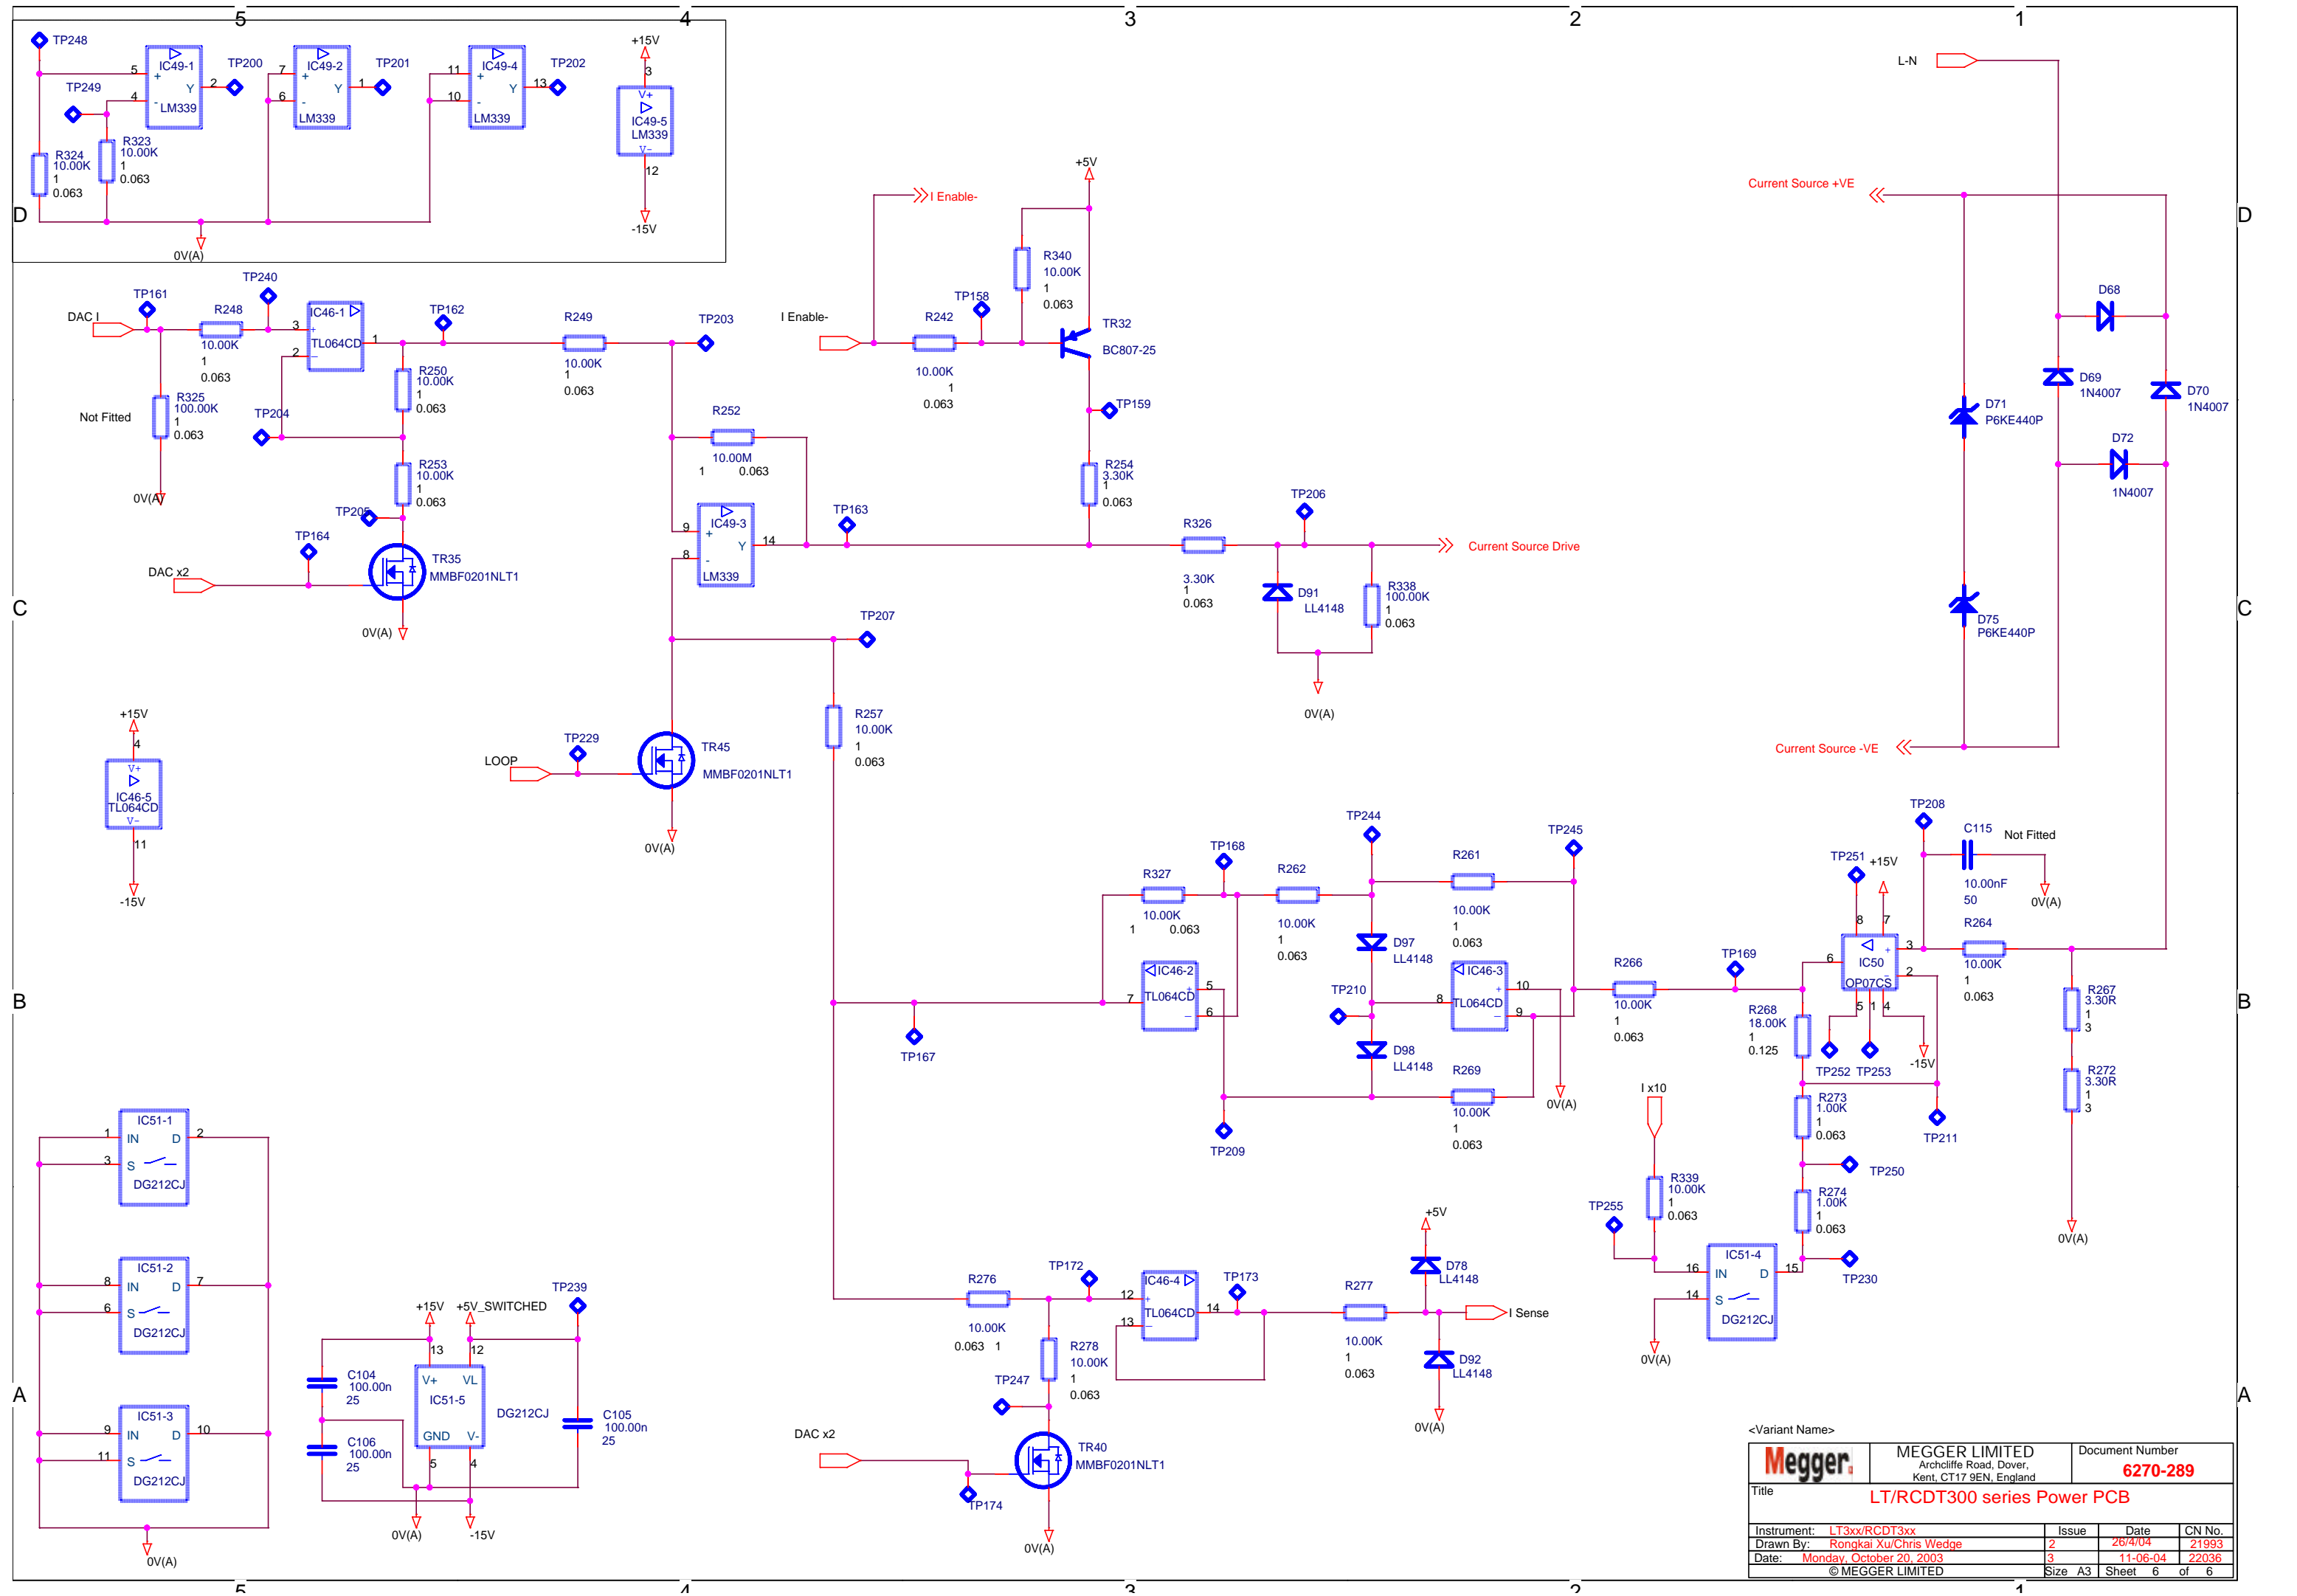 5 4 3 2 1
TP248
IC49-1
5
+
TP200
Y 2
TP249
4
-
LM339
R323
10.00K
1
0.063
R324
10.00K
1
0.063
7 IC49-2
+
TP201
Y 1
6
-
LM339
11 IC49-4
+
TP202
Y 13
10
-
LM339
+15V
3
V+
IC49-5
LM339
V-
12
-15V
0V(A)
D
TP240
TP161
DAC I
R248
10.00K
1
0.063
IC46-1
3
+
TL064CD
1
2
-
TP162
R249
10.00K
1
0.063
TP203
R325
100.00K
1
0.063
Not Fitted
0V(A)
R250
10.00K
1
0.063
TP204
R253
10.00K
1
0.063
TP205
TP164
DAC x2
TR35
MMBF0201NLT1
0V(A)
R252
10.00M
1 0.063
IC49-3
9
+
8
-
Y 14
LM339
TP163
C
+5V
I Enable-
R340
10.00K
1
0.063
TP158
I Enable-
R242
10.00K
1
0.063
TR32
BC807-25
TP159
R254
3.30K
1
0.063
R326
3.30K
1
0.063
TP206
Current Source Drive
D91
LL4148
R338
100.00K
1
0.063
0V(A)
L-N
Current Source +VE
D68
D69
1N4007
D70
1N4007
D71
P6KE440P
D72
1N4007
D75
P6KE440P
Current Source -VE
D
C
TP207
R257
10.00K
1
0.063
TP229
LOOP
TR45
MMBF0201NLT1
0V(A)
+15V
4
V+
IC46-5
TL064CD
V-
11
-15V
TP244
TP245
TP168
R327
10.00K
1 0.063
R262
10.00K
1
0.063
R261
10.00K
1
0.063
D97
LL4148
IC46-2
TL064CD
7
5
+
6
-
TP210
IC46-3
TL064CD
8
10
+
9
-
D98
LL4148
R269
10.00K
1
0.063
TP209
TP167
0V(A)
R266
10.00K
1
0.063
TP169
TP208
C115
Not Fitted
10.00nF
50
0V(A)
TP251
+15V
8 7
IC50
OP07CS
6
3
+
2
-
5 1 4
R264
10.00K
1
0.063
-15V
TP252 TP253
R268
18.00K
1
0.125
R267
3.30R
1
3
R272
3.30R
1
3
0V(A)
R273
1.00K
1
0.063
TP211
TP250
R274
1.00K
1
0.063
TP230
I x10
R339
10.00K
1
0.063
TP255
IC51-4
16 IN D 15
14 S
DG212CJ
0V(A)
B
B
IC51-1
1 IN D 2
3 S
DG212CJ
IC51-2
8 IN D 7
6 S
DG212CJ
IC51-3
9 IN D 10
11 S
DG212CJ
0V(A)
+15V +5V_SWITCHED
TP239
13 12
V+ VL
IC51-5
GND V-
5 4
DG212CJ
C104
100.00n
25
C106
100.00n
25
C105
100.00n
25
0V(A) -15V
R276
10.00K
0.063 1
TP172
IC46-4
12
+
TL064CD
14
13
-
TP173
R277
10.00K
1
0.063
+5V
D78
LL4148
I Sense
D92
LL4148
0V(A)
R278
10.00K
1
0.063
TP247
DAC x2
TP174
TR40
MMBF0201NLT1
0V(A)
A
A
<Variant Name>
Megger.
MEGGER LIMITED
Archcliffe Road, Dover,
Kent, CT17 9EN, England
Document Number
6270-289
Title
LT/RCDT300 series Power PCB
Instrument: LT3xx/RCDT3xx Issue Date CN No.
Drawn By: Rongkai Xu/Chris Wedge 2 26/4/04 21993
Date: Monday, October 20, 2003 3 11-06-04 22036
© MEGGER LIMITED Size A3 Sheet 6 of 6
5 4 3 2 1